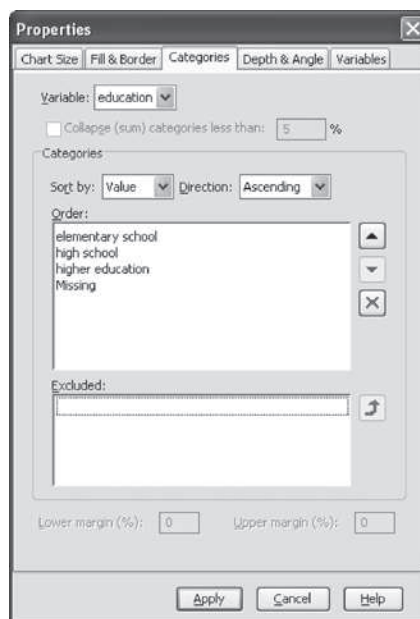 Properties
Chart Size Fill & Border Categories Depth & Angle Variables
Variable: education
Collapse (sum) categories less than: 5 %
Categories
Sort by: Value Direction: Ascending
Order:
elementary school
high school
higher education
Missing
Excluded:
Lower margin (%): 0 Upper margin (%): 0
Apply Cancel Help